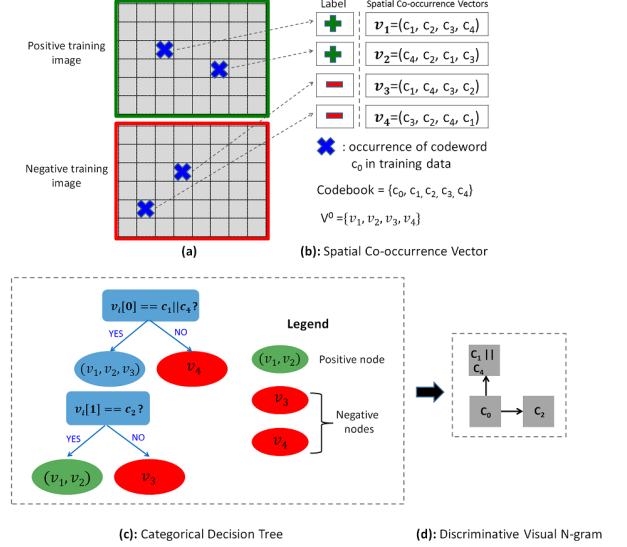 Label
Spatial Co-occurrence Vectors
Positive training
image
v₁=(c₁, c₂, c₃, c₄)
v₂=(c₄, c₂, c₁, c₃)
v₃=(c₁, c₄, c₃, c₂)
v₄=(c₃, c₂, c₄, c₁)
Negative training
image
: occurrence of codeword
c₀ in training data
Codebook = {c₀, c₁, c₂, c₃, c₄}
V⁰ ={v₁, v₂, v₃, v₄}
(a)
(b): Spatial Co-occurrence Vector
vᵢ[0] == c₁||c₄ ?
YES
NO
(v₁, v₂, v₃)
v₄
vᵢ[1] == c₂ ?
YES
NO
(v₁, v₂)
v₃
Legend
(v₁, v₂)
Positive node
v₃
v₄
Negative
nodes
C₁ ||
C₄
C₀
C₂
(c): Categorical Decision Tree
(d): Discriminative Visual N-gram